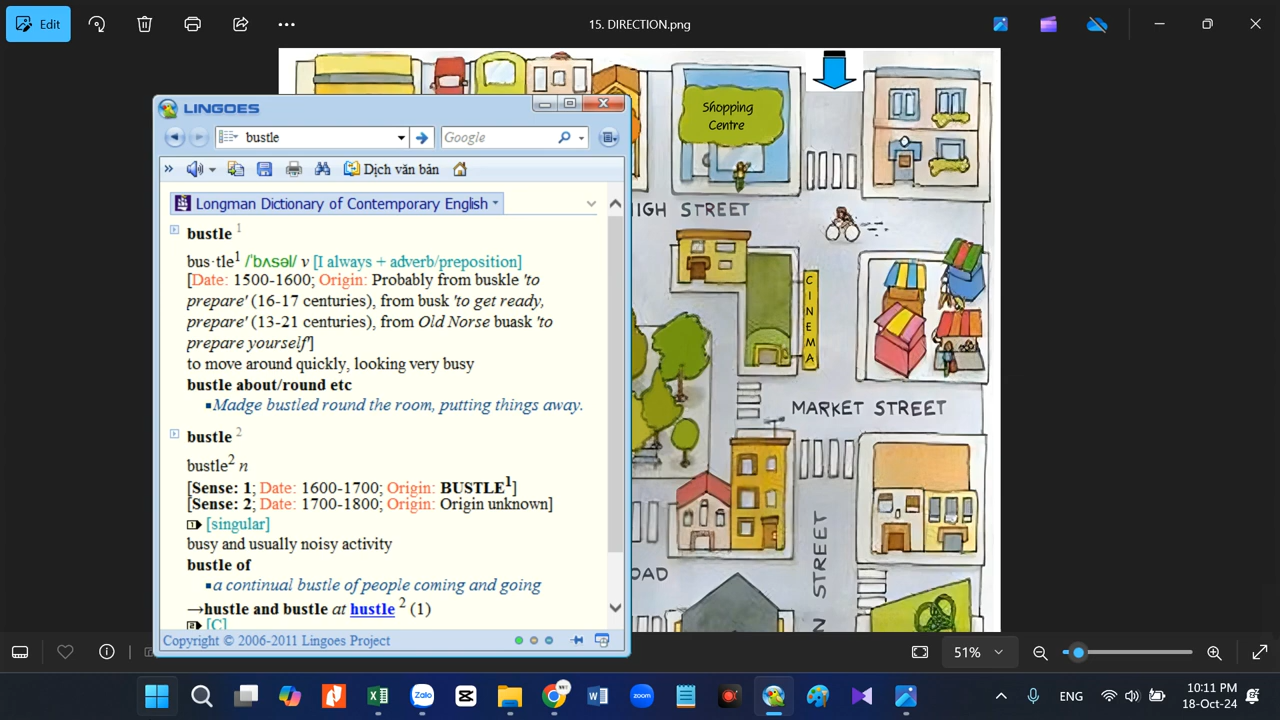 Edit
15. DIRECTION.png
Shopping
Centre
LINGOES
bustle
Google
Dịch văn bản
Longman Dictionary of Contemporary English
bustle 1
bus·tle1 /ˈbʌsəl/ v [I always + adverb/preposition]
[Date: 1500-1600; Origin: Probably from buskle 'to
prepare' (16-17 centuries), from busk 'to get ready,
prepare' (13-21 centuries), from Old Norse buask 'to
prepare yourself']
to move around quickly, looking very busy
bustle about/round etc
▪Madge bustled round the room, putting things away.
bustle 2
bustle2 n
[Sense: 1; Date: 1600-1700; Origin: BUSTLE1]
[Sense: 2; Date: 1700-1800; Origin: Origin unknown]
1 [singular]
busy and usually noisy activity
bustle of
▪a continual bustle of people coming and going
→hustle and bustle at hustle 2 (1)
2 [C]
Copyright © 2006-2011 Lingoes Project
IGH STREET
CINEMA
MARKET STREET
OAD
N STREET
51%
Zalo
zoom
ENG
10:11 PM
18-Oct-24